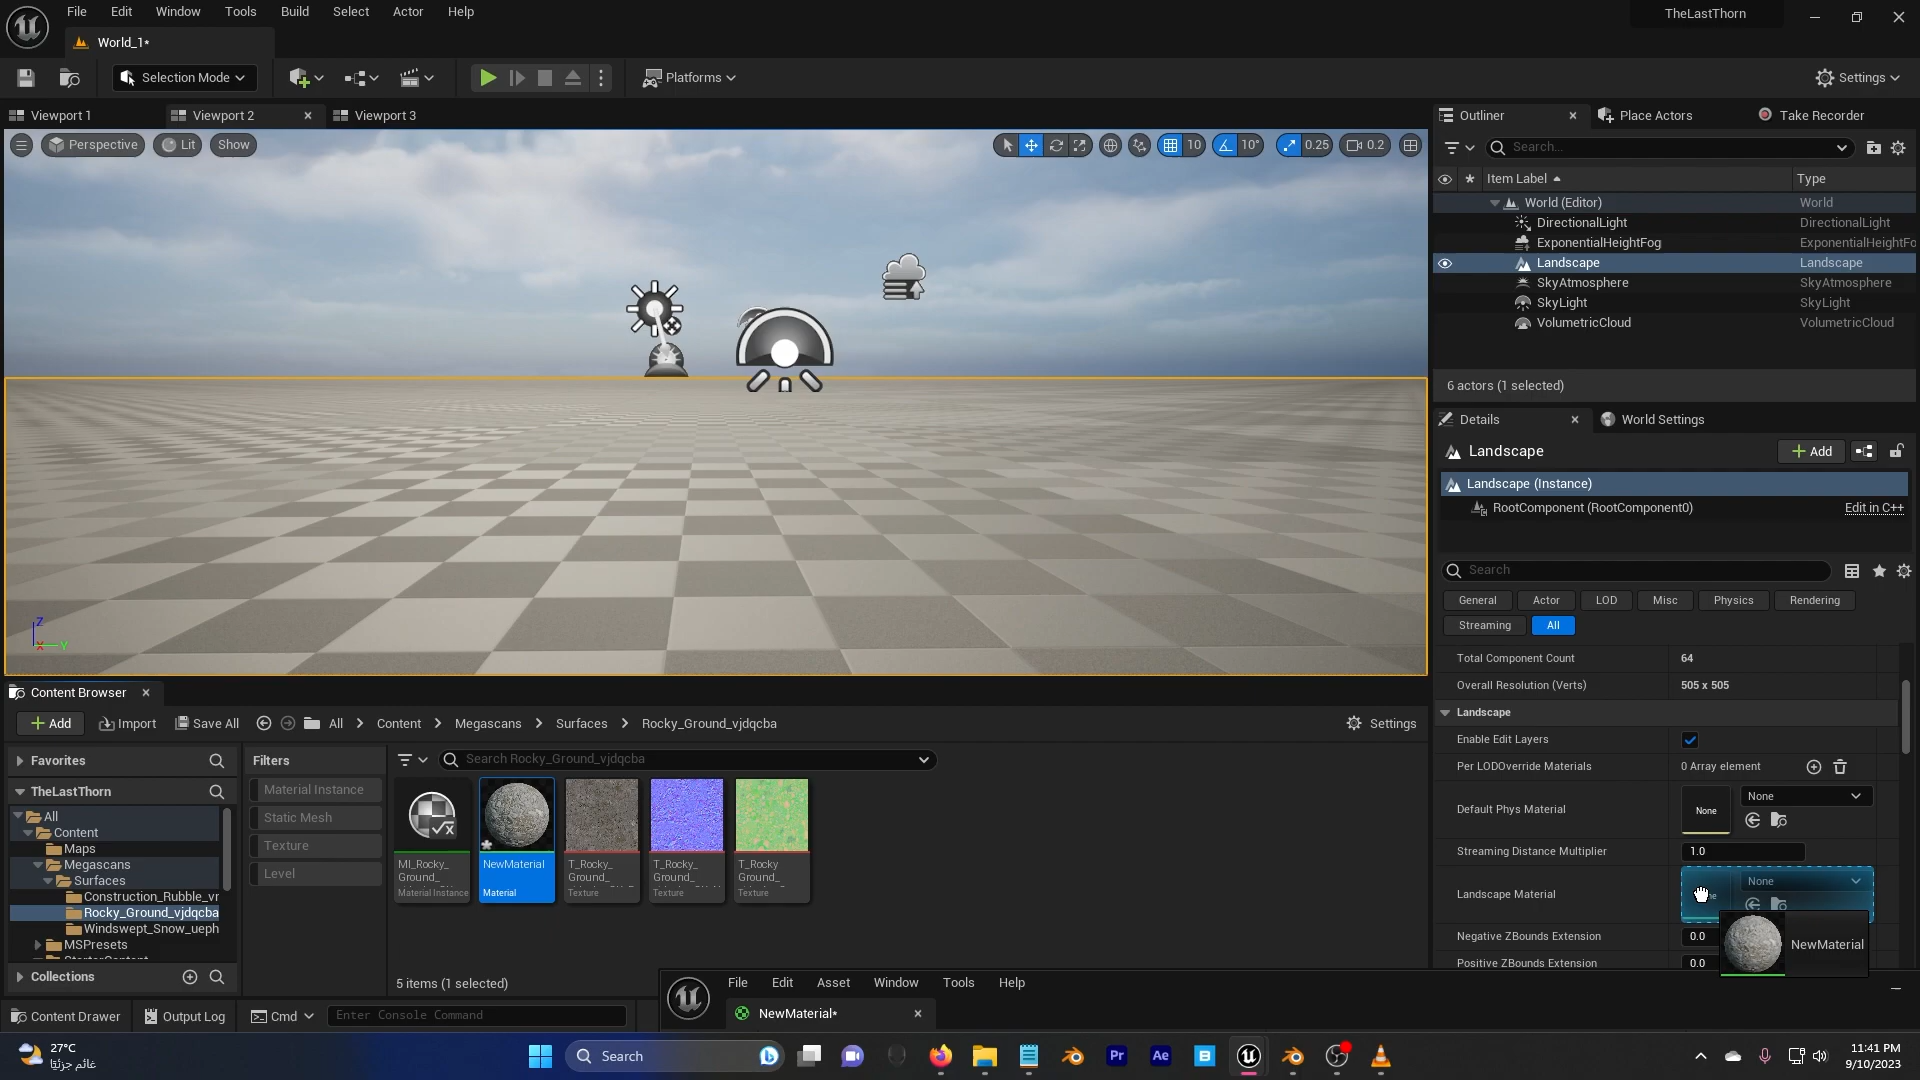 File Edit Window Tools Build Select Actor Help
TheLastThorn
World_1*
Selection Mode
Platforms
Settings
Viewport 1
Viewport 2
Viewport 3
Perspective
Lit
Show
10
10°
0.25
0.2
Z
X
Y
Outliner
Place Actors
Take Recorder
Search...
Item Label
Type
World (Editor) World
DirectionalLight DirectionalLight
ExponentialHeightFog ExponentialHeightFo
Landscape Landscape
SkyAtmosphere SkyAtmosphere
SkyLight SkyLight
VolumetricCloud VolumetricCloud
6 actors (1 selected)
Details
World Settings
Landscape
Add
Landscape (Instance)
RootComponent (RootComponent0) Edit in C++
Search
General Actor LOD Misc Physics Rendering
Streaming All
Total Component Count 64
Overall Resolution (Verts) 505 x 505
Landscape
Enable Edit Layers
Per LODOverride Materials 0 Array element
Default Phys Material None None
Streaming Distance Multiplier 1.0
Landscape Material None
Negative ZBounds Extension 0.0
Positive ZBounds Extension 0.0
NewMaterial
Content Browser
Add Import Save All All Content Megascans Surfaces Rocky_Ground_vjdqcba Settings
Favorites
TheLastThorn
All
Content
Maps
Megascans
Surfaces
Construction_Rubble_vr
Rocky_Ground_vjdqcba
Windswept_Snow_ueph
MSPresets
Collections
Filters
Material Instance
Static Mesh
Texture
Level
Search Rocky_Ground_vjdqcba
MI_Rocky_
Ground_
Material Instance
NewMaterial
Material
T_Rocky_
Ground_
Texture
T_Rocky_
Ground_
Texture
T_Rocky
Ground_
Texture
5 items (1 selected)
File Edit Asset Window Tools Help
NewMaterial*
Content Drawer Output Log Cmd Enter Console Command
27°C
غائم جزئيًا
Search
Pr
Ae
B
11:41 PM
9/10/2023